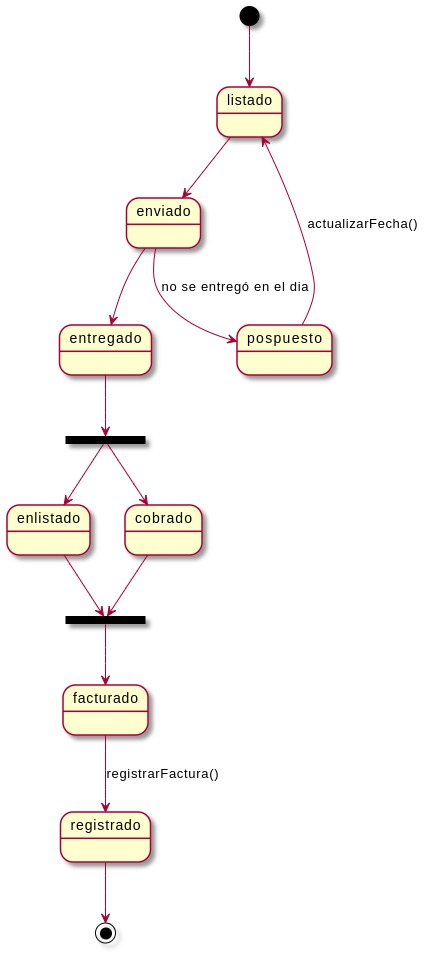 listado
actualizarFecha()
enviado
no se entregó en el dia
entregado
pospuesto
enlistado
cobrado
facturado
registrarFactura()
registrado